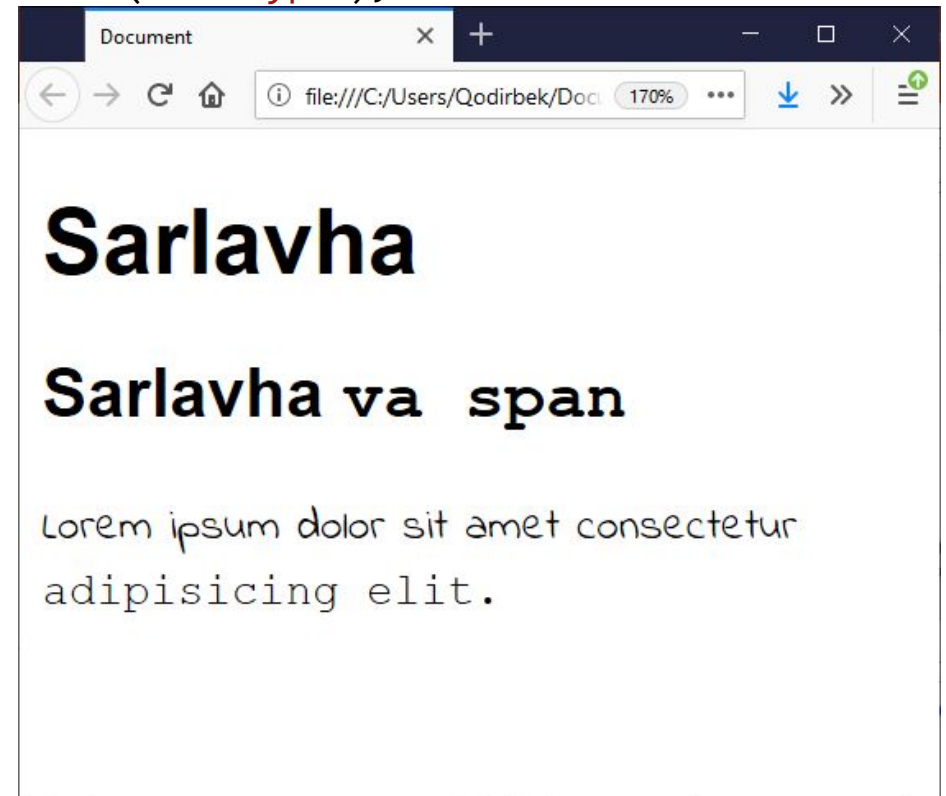 Document
file:///C:/Users/Qodirbek/Doc 170%
Sarlavha
Sarlavha va span
Lorem ipsum dolor sit amet consectetur
adipisicing elit.